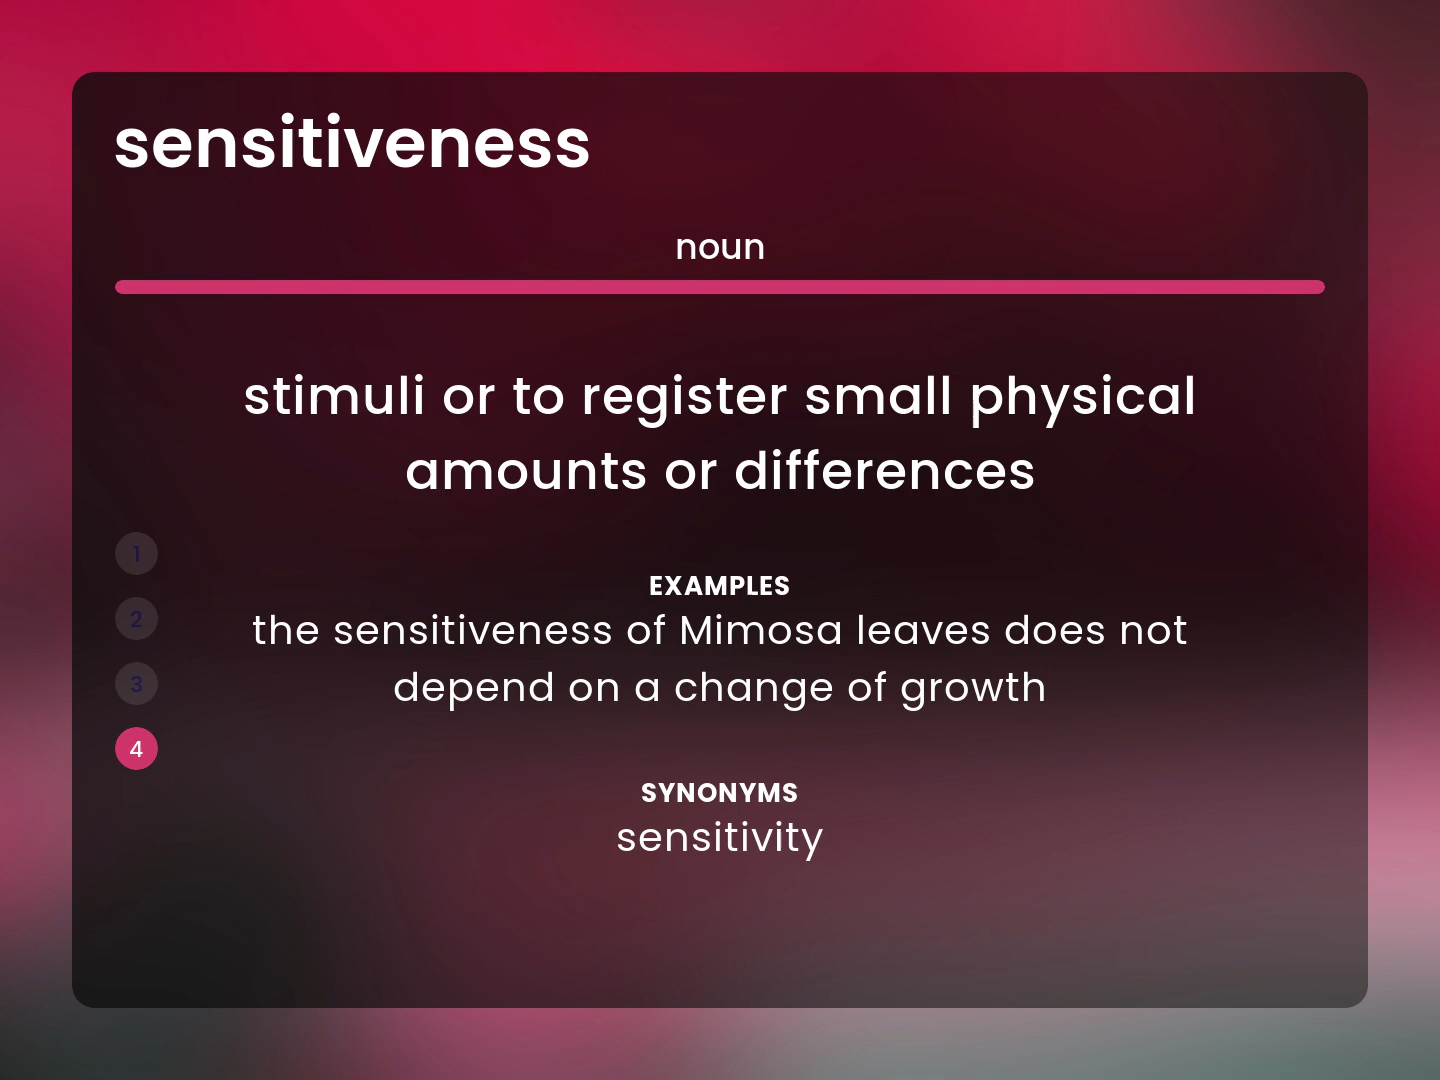 sensitiveness
noun
stimuli or to register small physical
amounts or differences
1
2
3
4
EXAMPLES
the sensitiveness of Mimosa leaves does not
depend on a change of growth
SYNONYMS
sensitivity